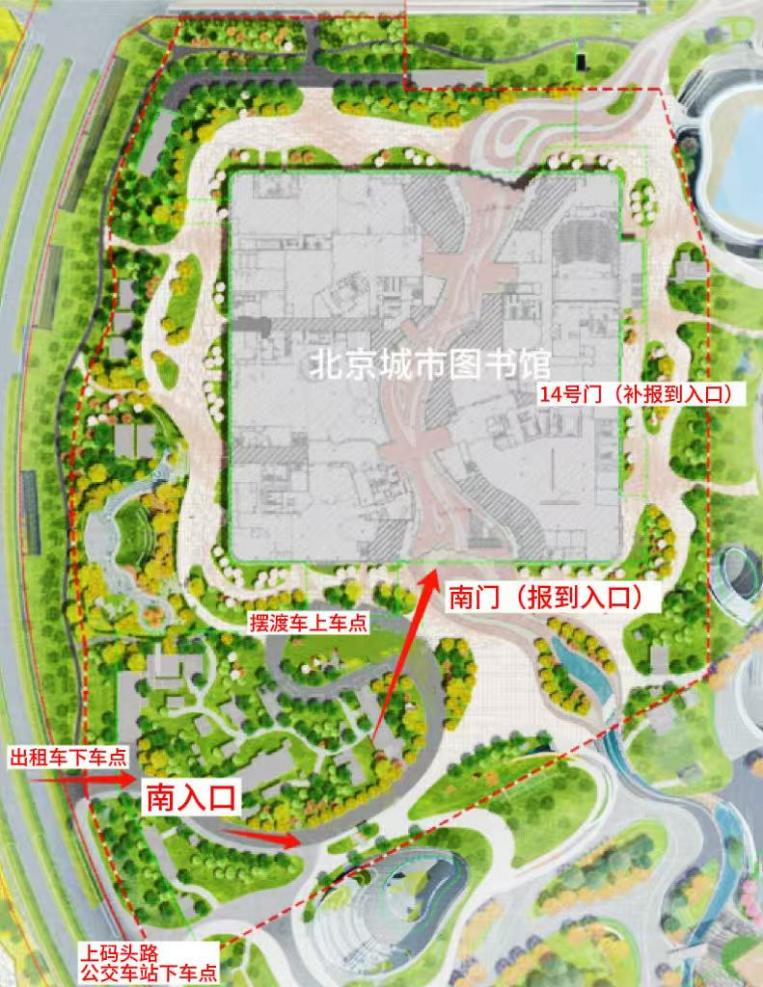 北京城市图书馆
14号门（补报到入口）
南门（报到入口）
摆渡车上车点
出租车下车点
南入口
上码头路
公交车站下车点